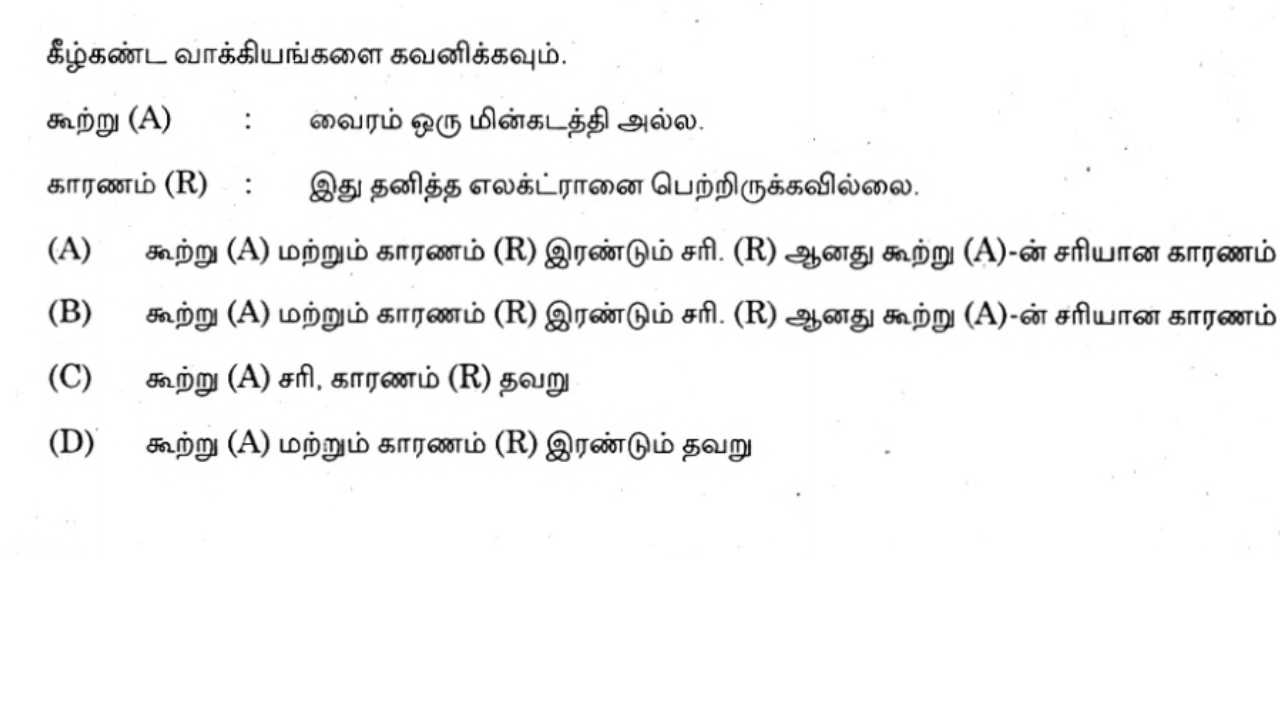 கீழ்கண்ட வாக்கியங்களை கவனிக்கவும்.
கூற்று (A) : வைரம் ஒரு மின்கடத்தி அல்ல.
காரணம் (R) : இது தனித்த எலக்ட்ரானை பெற்றிருக்கவில்லை.
(A) கூற்று (A) மற்றும் காரணம் (R) இரண்டும் சரி. (R) ஆனது கூற்று (A)-ன் சரியான காரணம்
(B) கூற்று (A) மற்றும் காரணம் (R) இரண்டும் சரி. (R) ஆனது கூற்று (A)-ன் சரியான காரணம்
(C) கூற்று (A) சரி, காரணம் (R) தவறு
(D) கூற்று (A) மற்றும் காரணம் (R) இரண்டும் தவறு